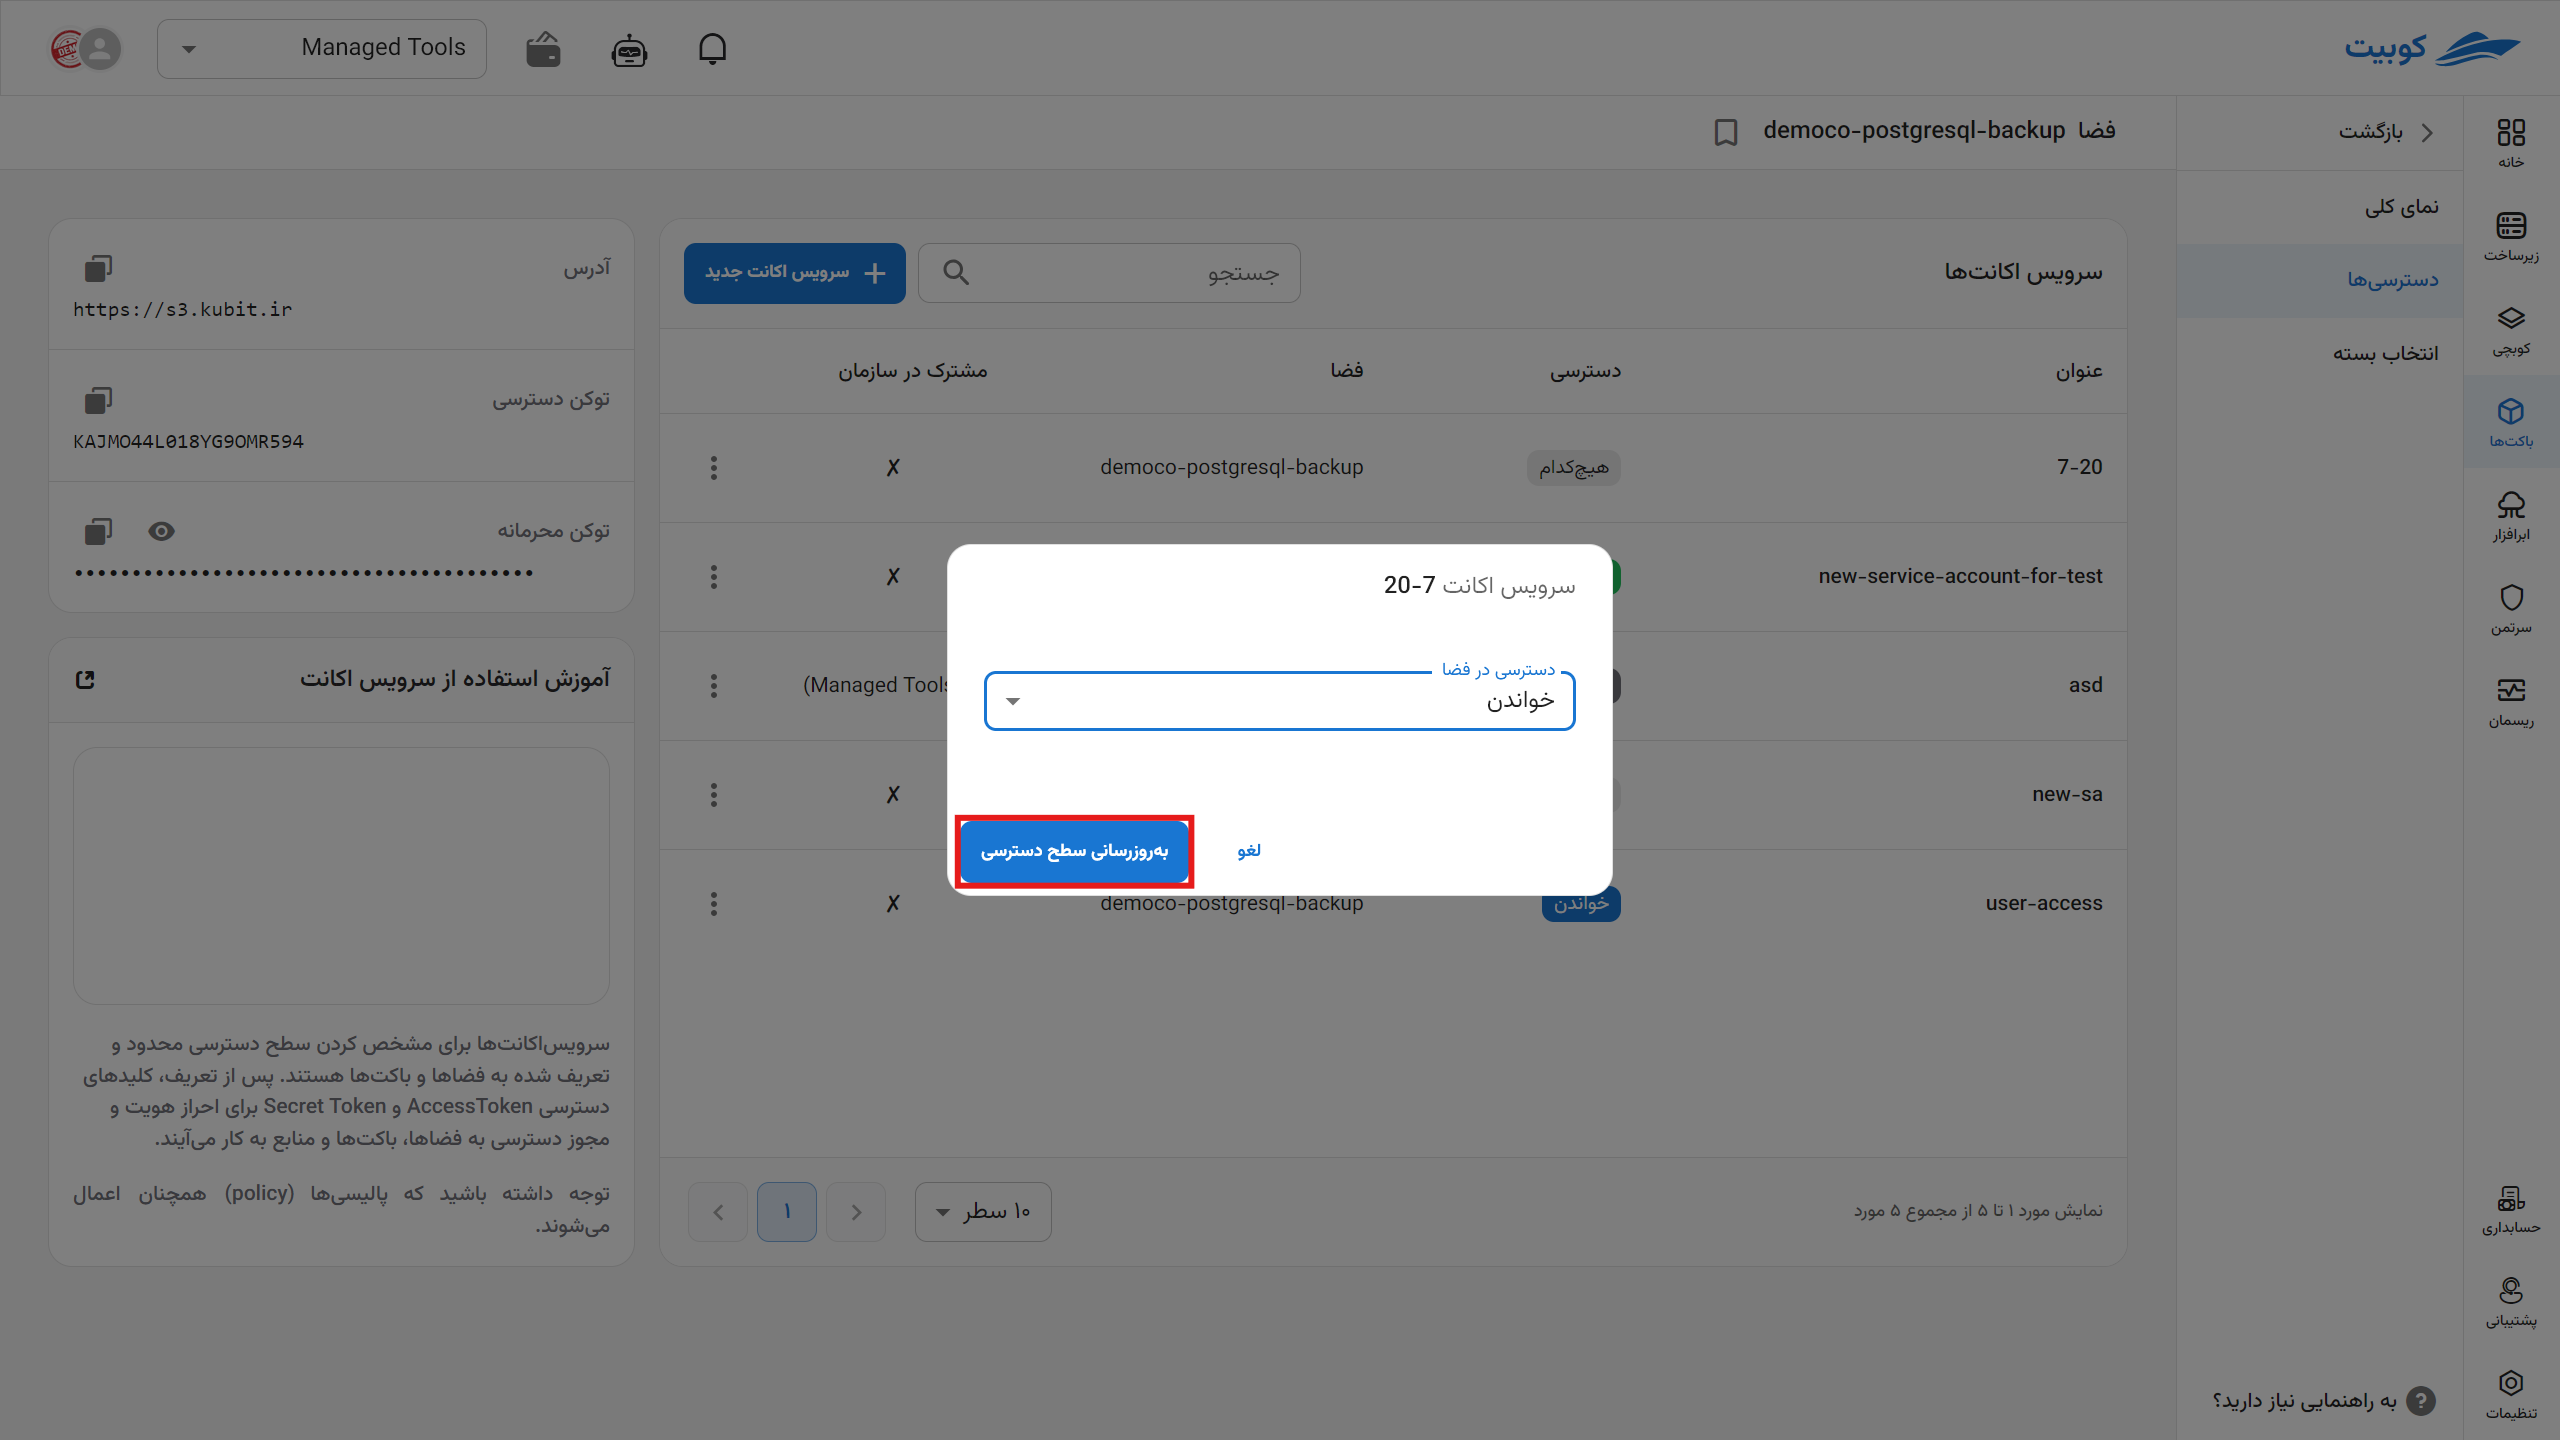 کوبیت
Managed Tools
DEMO
خانه
زیرساخت
کوبچی
باکت‌ها
ابرافزار
سرتمن
ریسمان
حسابداری
پشتیبانی
تنظیمات
بازگشت
نمای کلی
دسترسی‌ها
انتخاب بسته
به راهنمایی نیاز دارید؟
فضا democo-postgresql-backup
سرویس اکانت‌ها
جستجو
سرویس اکانت جدید
عنوان دسترسی فضا مشترک در سازمان
7-20 هیچ‌کدام democo-postgresql-backup ✗
new-service-account-for-test ✗
asd (Managed Tools
new-sa ✗
user-access خواندن democo-postgresql-backup ✗
نمایش مورد ۱ تا ۵ از مجموع ۵ مورد
۱۰ سطر
۱
سرویس اکانت 7-20
دسترسی در فضا
خواندن
لغو
به‌روزرسانی سطح دسترسی
آدرس
https://s3.kubit.ir
توکن دسترسی
KAJMO44L018YG9OMR594
توکن محرمانه
••••••••••••••••••••••••••••••••••••••••
آموزش استفاده از سرویس اکانت
سرویس‌اکانت‌ها برای مشخص کردن سطح دسترسی محدود و
تعریف شده به فضاها و باکت‌ها هستند. پس از تعریف، کلیدهای
دسترسی AccessToken و Secret Token برای احراز هویت و
مجوز دسترسی به فضاها، باکت‌ها و منابع به کار می‌آیند.
توجه داشته باشید که پالیسی‌ها (policy) همچنان اعمال
می‌شوند.